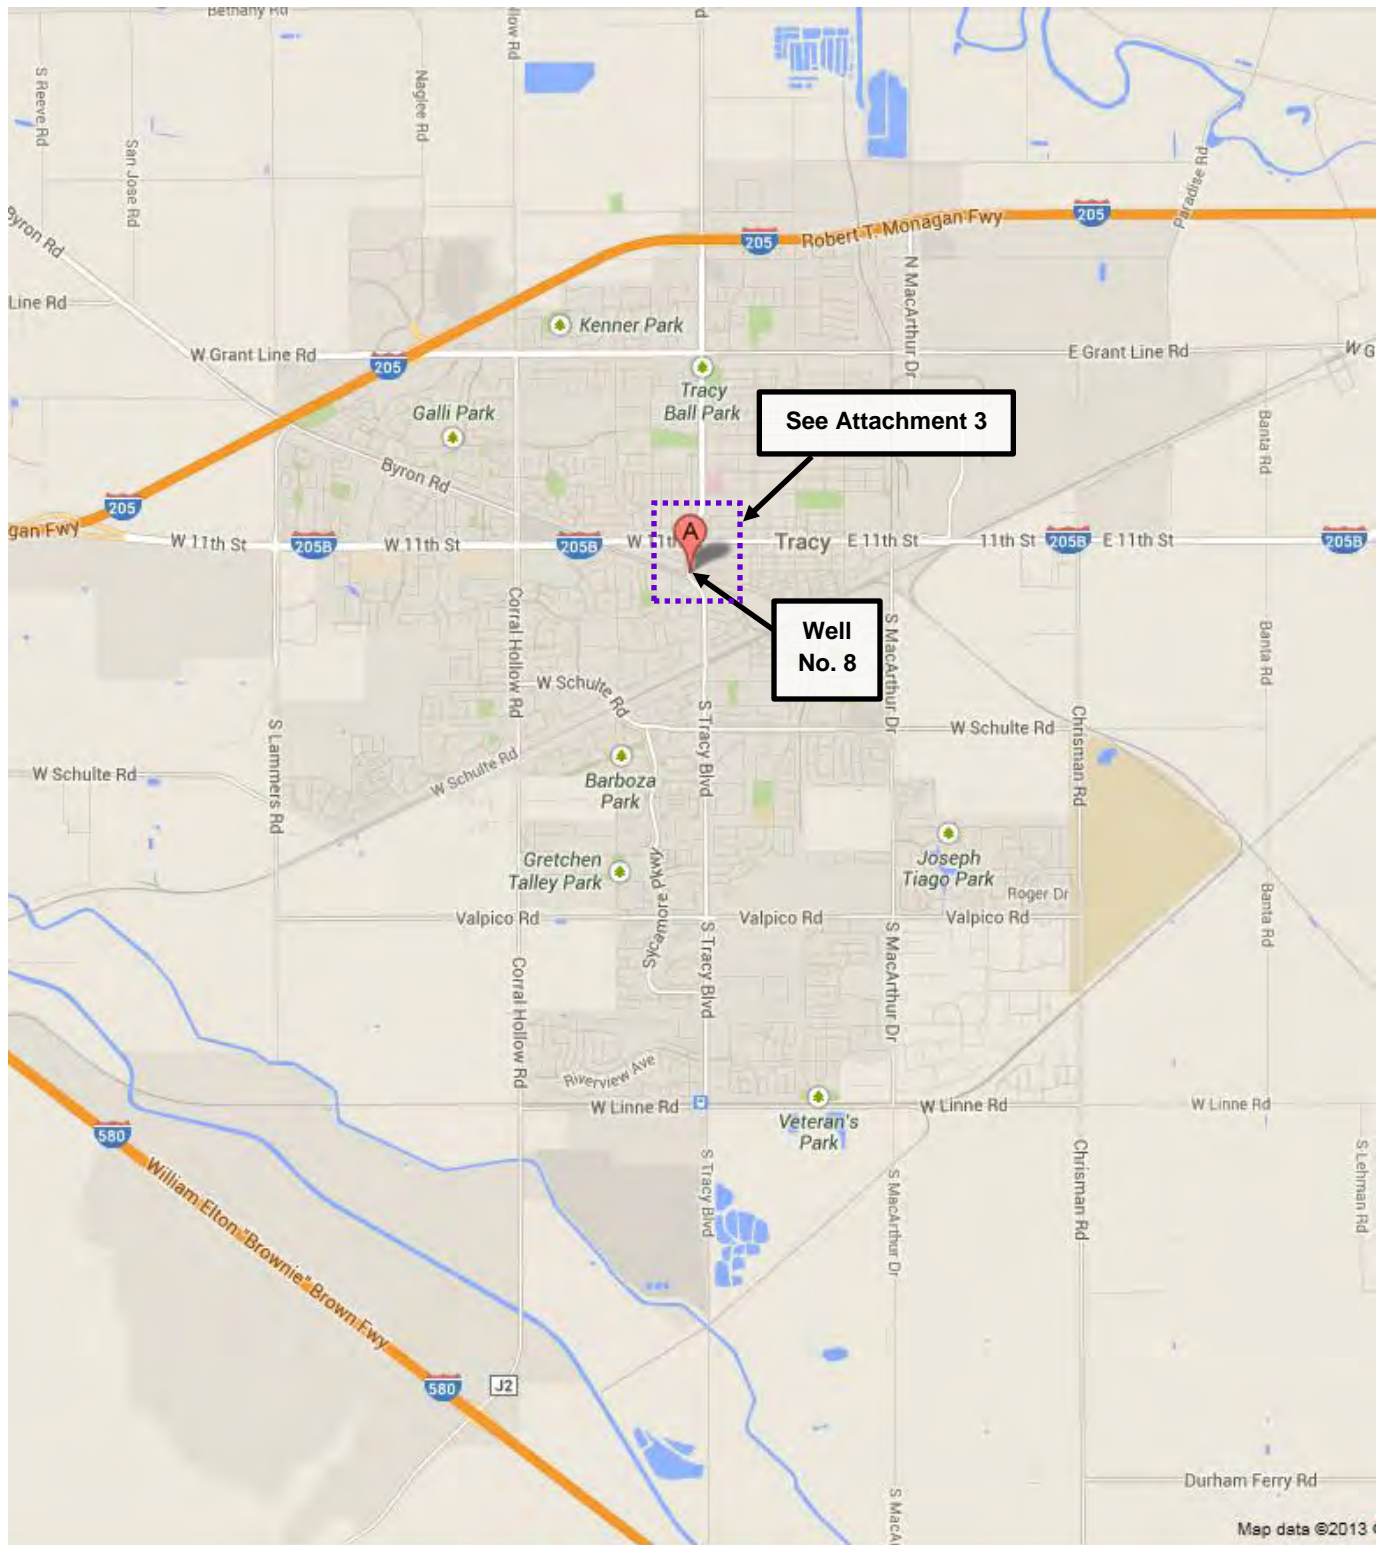 Bethany Rd
S Reeve Rd
San Jose Rd
Naglee Rd
llow Rd
Paradise Rd
205
Robert T. Monagan Fwy
205
Byron Rd
Line Rd
N MacArthur Dr
Kenner Park
W Grant Line Rd
205
E Grant Line Rd
W G
Tracy
Ball Park
Galli Park
See Attachment 3
Banta Rd
Byron Rd
205
gan Fwy
W 11th St
205B
W 11th St
205B
W 11th
A
Tracy
E 11th St
11th St
205B
E 11th St
205B
Corral Hollow Rd
Well
No. 8
S MacArthur Dr
Banta Rd
W Schulte Rd
S Tracy Blvd
S Lammers Rd
W Schulte Rd
Chrisman Rd
W Schulte Rd
W Schulte Rd
Barboza
Park
Gretchen
Talley Park
Sycamore Pkwy
Joseph
Tiago Park
Roger Dr
Valpico Rd
Valpico Rd
Valpico Rd
Banta Rd
S Tracy Blvd
S MacArthur Dr
Corral Hollow Rd
Riverview Ave
W Linne Rd
Veteran's
Park
W Linne Rd
W Linne Rd
580
William Elton "Brownie" Brown Fwy
S Tracy Blvd
S MacArthur Dr
Chrisman Rd
S Lehman Rd
580
J2
Durham Ferry Rd
S MacA
Map data ©2013